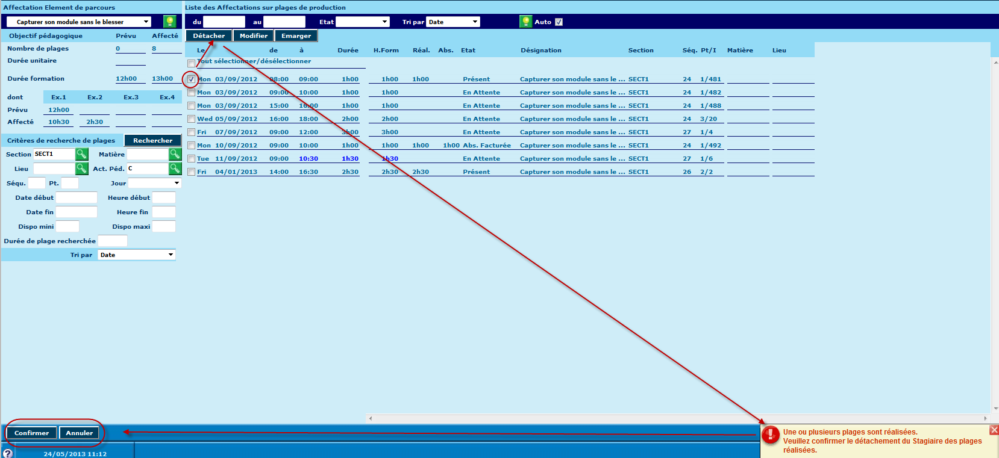 Affectation Element de parcours
Capturer son module sans le blesser
Objectif pédagogique Prévu Affecté
Nombre de plages 0 8
Durée unitaire
Durée formation 12h00 13h00
dont Ex.1 Ex.2 Ex.3 Ex.4
Prévu 12h00
Affecté 10h30 2h30
Critères de recherche de plages Rechercher
Section SECT1 Matière
Lieu Act. Péd. C
Séqu. Pt. Jour
Date début Heure début
Date fin Heure fin
Dispo mini Dispo maxi
Durée de plage recherchée
Tri par Date
Liste des Affectations sur plages de production
du au Etat Tri par Date Auto
Détacher Modifier Emarger
Le de à Durée H.Form Réal. Abs. Etat Désignation Section Séq. Pt/I Matière Lieu
Tout sélectionner/désélectionner
Mon 03/09/2012 08:00 09:00 1h00 1h00 1h00 Présent Capturer son module sans le ... SECT1 24 1/481
Mon 03/09/2012 09:00 10:00 1h00 1h00 En Attente Capturer son module sans le ... SECT1 24 1/482
Mon 03/09/2012 15:00 16:00 1h00 1h00 En Attente Capturer son module sans le ... SECT1 24 1/488
Wed 05/09/2012 16:00 18:00 2h00 2h00 En Attente Capturer son module sans le ... SECT1 24 3/20
Fri 07/09/2012 09:00 12:00 3h00 3h00 En Attente Capturer son module sans le ... SECT1 27 1/4
Mon 10/09/2012 09:00 10:00 1h00 1h00 1h00 1h00 Abs. Facturée Capturer son module sans le ... SECT1 24 1/492
Tue 11/09/2012 09:00 10:30 1h30 1h30 En Attente Capturer son module sans le ... SECT1 27 1/6
Fri 04/01/2013 14:00 16:30 2h30 2h30 2h30 Présent Capturer son module sans le ... SECT1 26 2/2
Confirmer Annuler
24/05/2013 11:12
Une ou plusieurs plages sont réalisées.
Veuillez confirmer le détachement du Stagiaire des plages
réalisées.